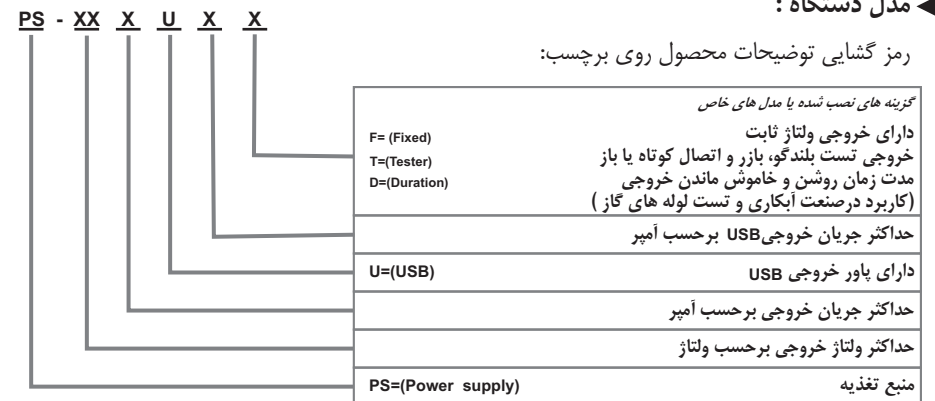 مدل دستگاه :
PS - XX X U X X
رمز گشایی توضیحات محصول روی برچسب:
گزینه های نصب شده یا مدل های خاص
دارای خروجی ولتاژ ثابت F= (Fixed)
خروجی تست بلندگو، بازر و اتصال کوتاه یا باز T=(Tester)
مدت زمان روشن و خاموش ماندن خروجی D=(Duration)
(کاربرد درصنعت آبکاری و تست لوله های گاز )
حداکثر جریان خروجیUSB برحسب آمپر
دارای پاور خروجی USB U=(USB)
حداکثر جریان خروجی برحسب آمپر
حداکثر ولتاژ خروجی برحسب ولتاژ
منبع تغذیه PS=(Power supply)